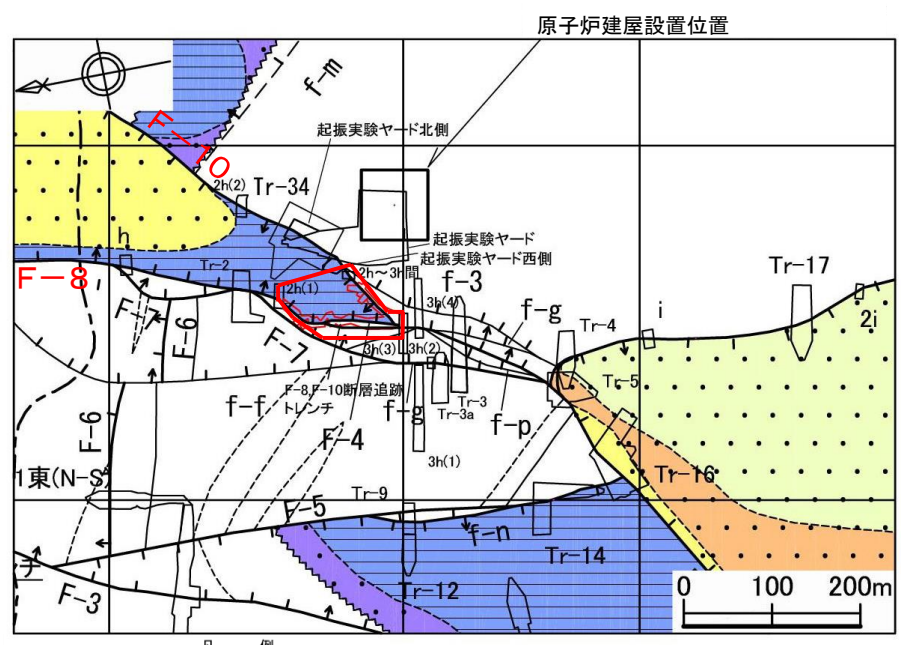 原子炉建屋設置位置
f-m
F-10
起振実験ヤード北側
2h(2)
Tr-34
h
起振実験ヤード
起振実験ヤード西側
F-8
Tr-2
2h(1)
2h~3h間
f-3
3h(4)
Tr-17
F-7
F-6
F-7
f-g
Tr-4
i
2i
3h(3)
3h(2)
F-8,F-10断層追跡
トレンチ
Tr-5
f-f
f-g
Tr-3
Tr-3a
f-p
F-6
F-4
3h(1)
1東(N-S)
Tr-16
Tr-9
F-5
f-n
Tr-14
チ
F-3
Tr-12
0 100 200m
凡 例